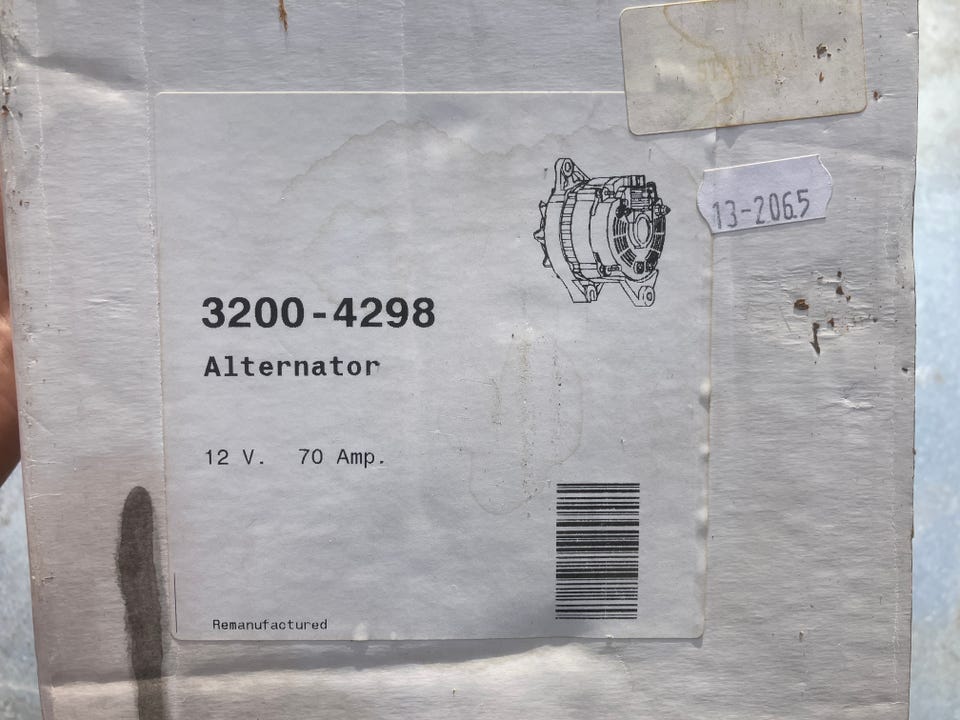 13-2065
3200-4298
Alternator
12 V. 70 Amp.
Remanufactured